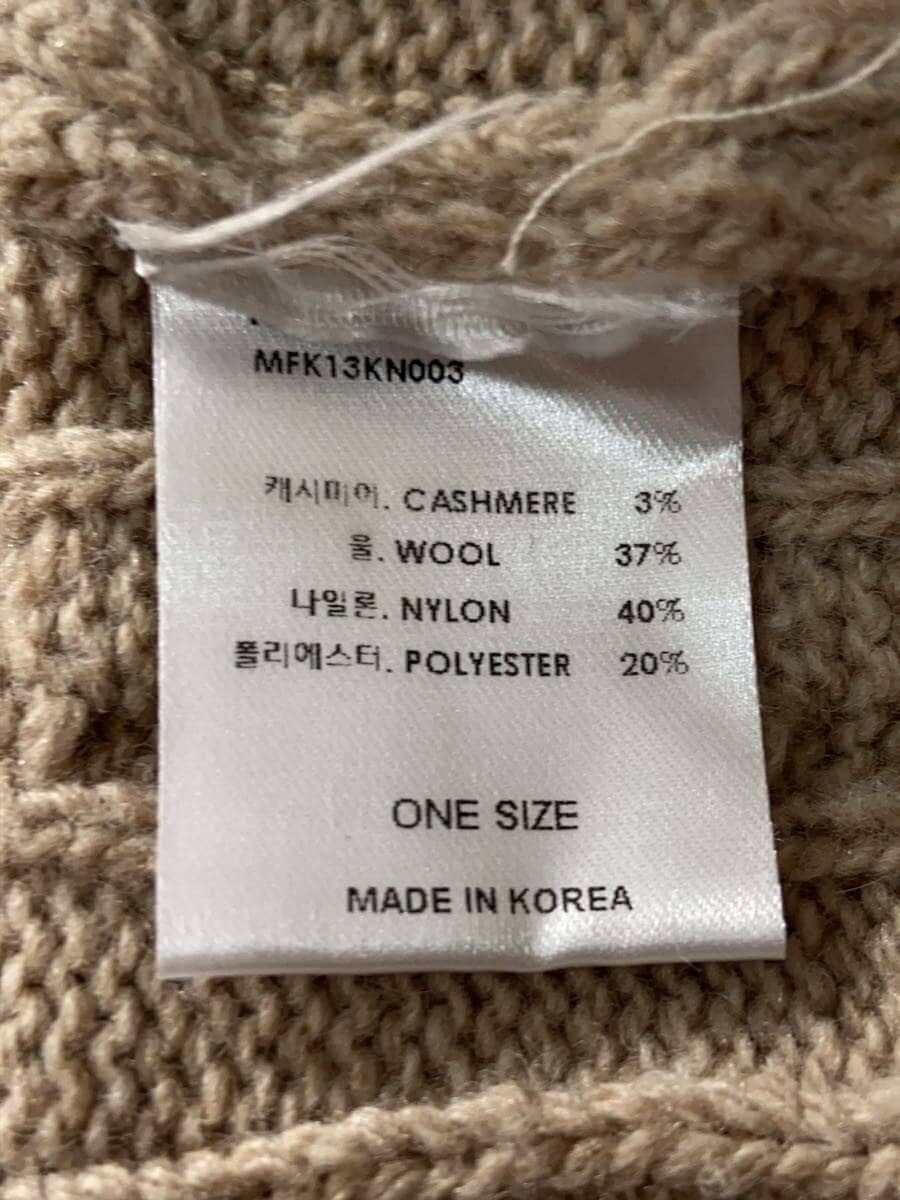 MFK13KN003
캐시미어. CASHMERE 3%
울. WOOL 37%
나일론. NYLON 40%
폴리에스터. POLYESTER 20%
ONE SIZE
MADE IN KOREA